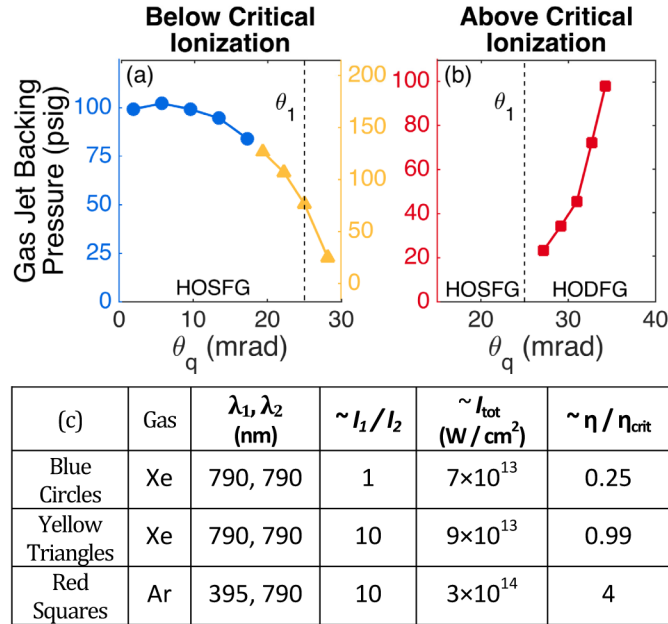 Below Critical
Ionization
Above Critical
Ionization
Gas Jet Backing
Pressure (psig)
(a)
θ1
100
75
50
25
0
200
150
100
50
0
HOSFG
0 20 40
θq (mrad)
(b)
θ1
100
80
60
40
20
0
HOSFG HODFG
20 30 40
θq (mrad)
(c) Gas λ1, λ2 (nm) ~ I1 / I2 ~ Itot (W / cm²) ~ η / ηcrit
Blue Circles Xe 790, 790 1 7×10¹³ 0.25
Yellow Triangles Xe 790, 790 10 9×10¹³ 0.99
Red Squares Ar 395, 790 10 3×10¹⁴ 4